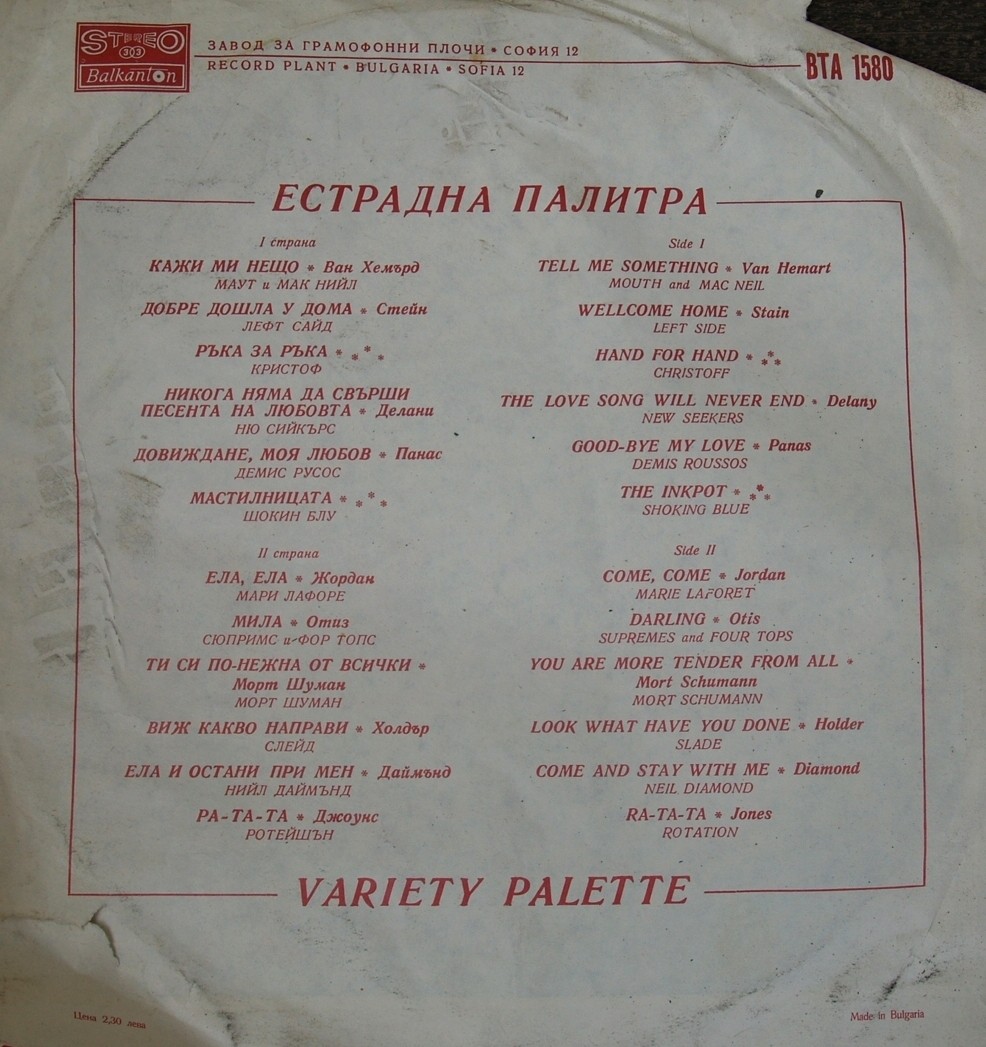 STEREO
303
Balkanton
ЗАВОД ЗА ГРАМОФОННИ ПЛОЧИ • СОФИЯ 12
RECORD PLANT • BULGARIA • SOFIA 12
ВТА 1580
ЕСТРАДНА ПАЛИТРА
I страна
КАЖИ МИ НЕЩО * Ван Хемърд
МАУТ и МАК НИЙЛ
ДОБРЕ ДОШЛА У ДОМА * Стейн
ЛЕФТ САЙД
РЪКА ЗА РЪКА * ***
КРИСТОФ
НИКОГА НЯМА ДА СВЪРШИ
ПЕСЕНТА НА ЛЮБОВТА * Делани
НЮ СИЙКЪРС
ДОВИЖДАНЕ, МОЯ ЛЮБОВ * Панас
ДЕМИС РУСОС
МАСТИЛНИЦАТА * ***
ШОКИН БЛУ
II страна
ЕЛА, ЕЛА * Жордан
МАРИ ЛАФОРЕ
МИЛА * Отиз
СЮПРИМС и ФОР ТОПС
ТИ СИ ПО-НЕЖНА ОТ ВСИЧКИ *
Морт Шуман
МОРТ ШУМАН
ВИЖ КАКВО НАПРАВИ * Холдър
СЛЕЙД
ЕЛА И ОСТАНИ ПРИ МЕН * Даймънд
НИЙЛ ДАЙМЪНД
РА-ТА-ТА * Джоунс
РОТЕЙШЪН
Side I
TELL ME SOMETHING * Van Hemart
MOUTH and MAC NEIL
WELLCOME HOME * Stain
LEFT SIDE
HAND FOR HAND * ***
CHRISTOFF
THE LOVE SONG WILL NEVER END * Delany
NEW SEEKERS
GOOD-BYE MY LOVE * Panas
DEMIS ROUSSOS
THE INKPOT * ***
SHOKING BLUE
Side II
COME, COME * Jordan
MARIE LAFORET
DARLING * Otis
SUPREMES and FOUR TOPS
YOU ARE MORE TENDER FROM ALL *
Mort Schumann
MORT SCHUMANN
LOOK WHAT HAVE YOU DONE * Holder
SLADE
COME AND STAY WITH ME * Diamond
NEIL DIAMOND
RA-TA-TA * Jones
ROTATION
VARIETY PALETTE
Цена 2,30 лева
Made in Bulgaria